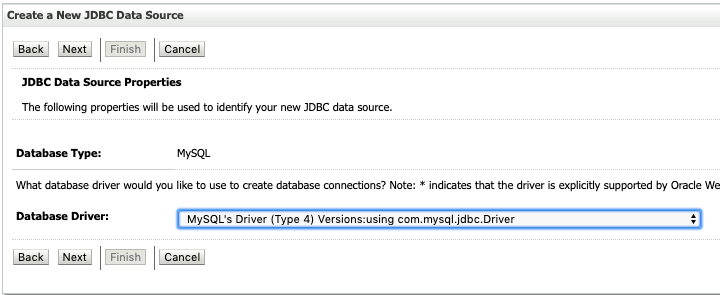 Create a New JDBC Data Source
Back Next Finish Cancel
JDBC Data Source Properties
The following properties will be used to identify your new JDBC data source.
Database Type: MySQL
What database driver would you like to use to create database connections? Note: * indicates that the driver is explicitly supported by Oracle We
Database Driver: MySQL's Driver (Type 4) Versions:using com.mysql.jdbc.Driver
Back Next Finish Cancel